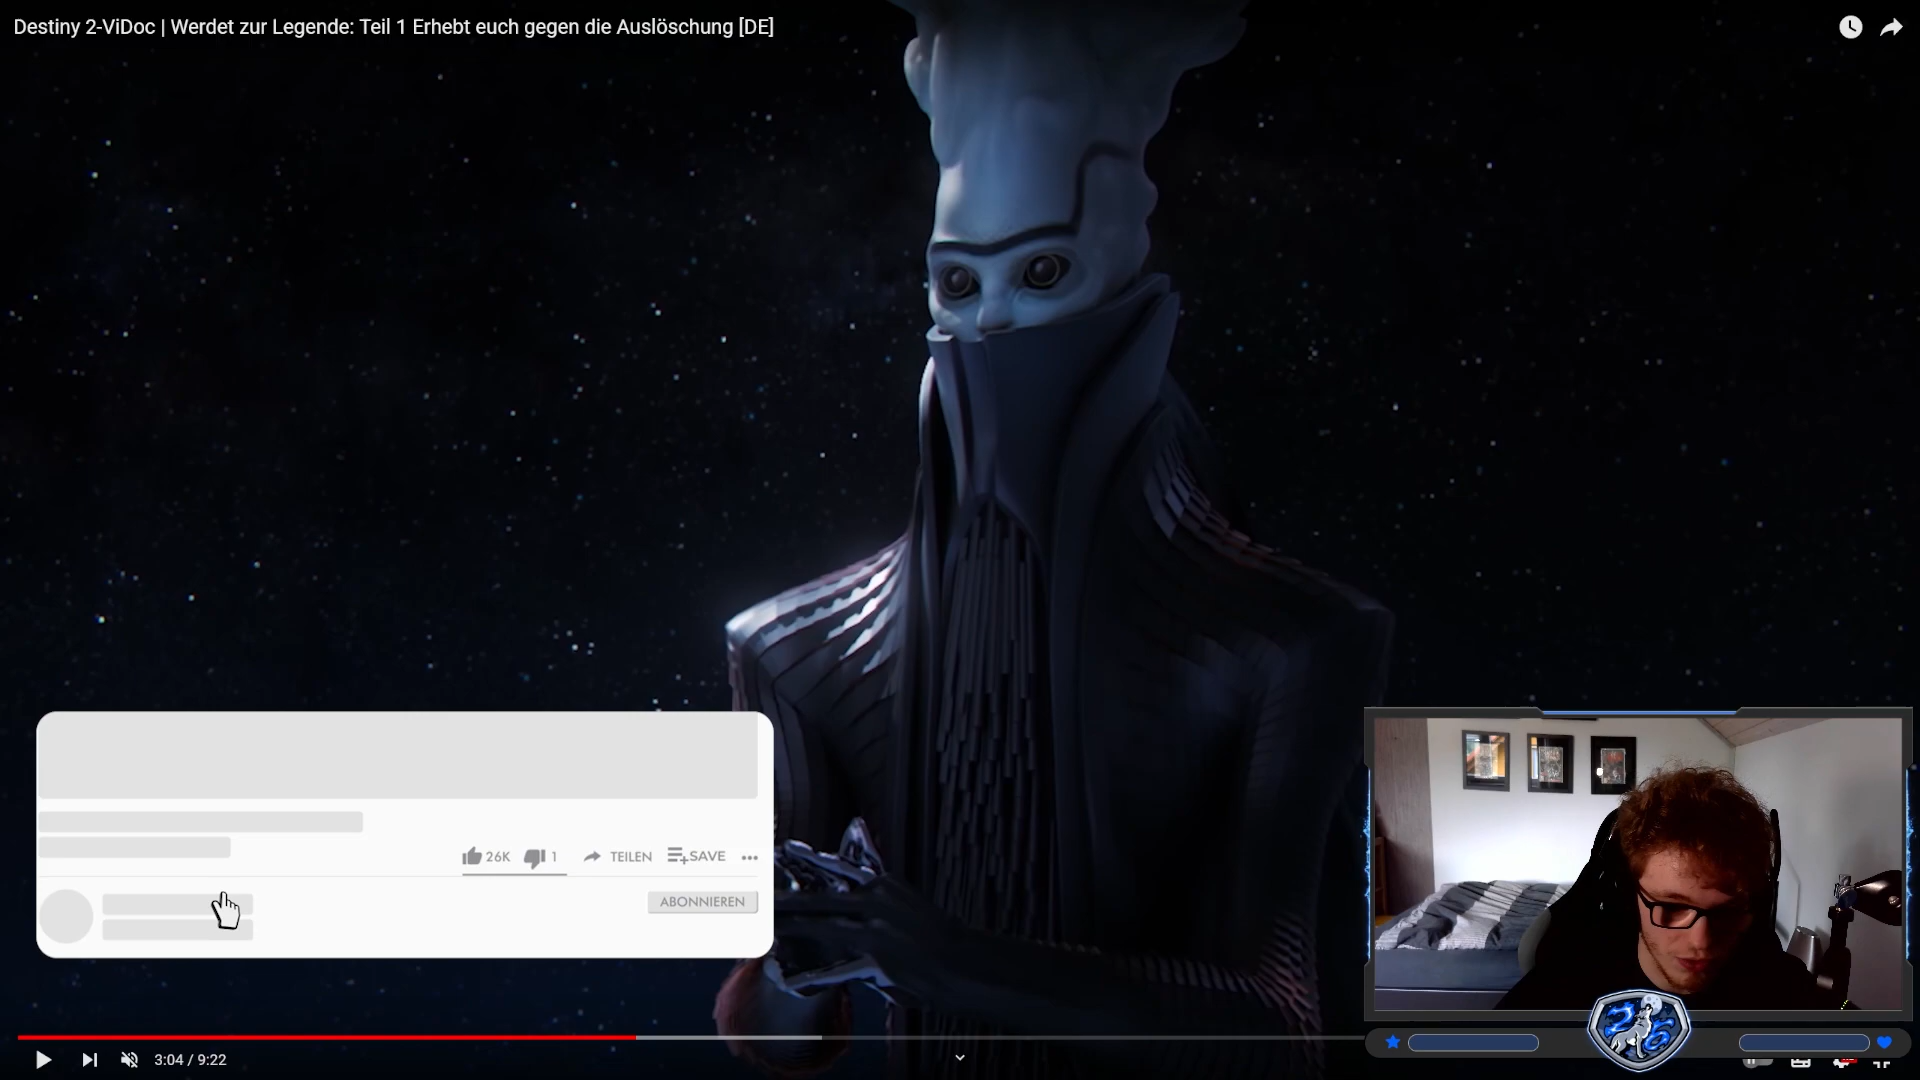 Destiny 2-ViDoc | Werdet zur Legende: Teil 1 Erhebt euch gegen die Auslöschung [DE]
26K 1 TEILEN SAVE
ABONNIEREN
3:04 / 9:22
26